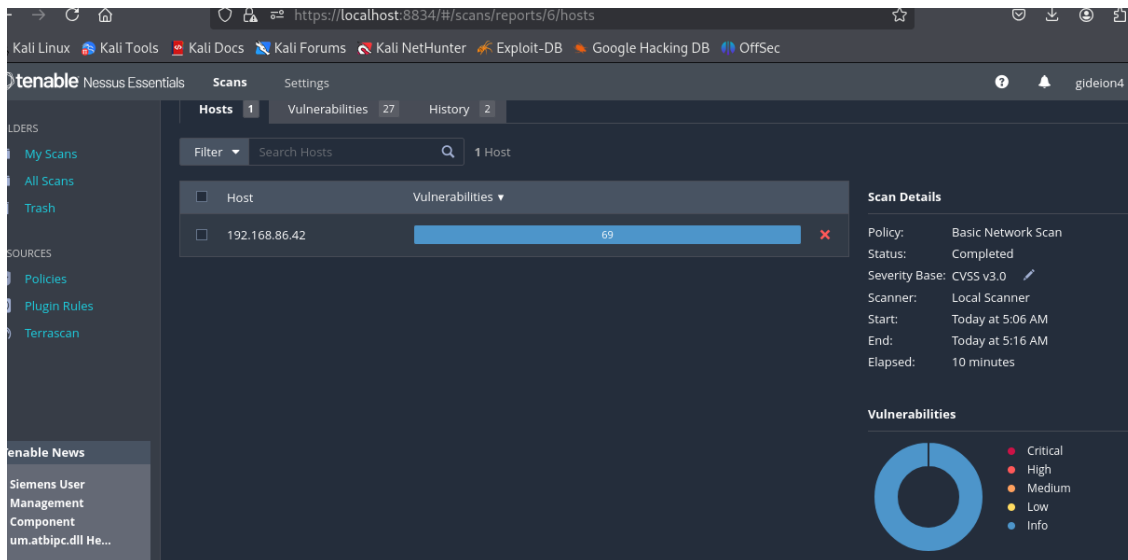 https://localhost:8834/#/scans/reports/6/hosts
Kali Linux Kali Tools Kali Docs Kali Forums Kali NetHunter Exploit-DB Google Hacking DB OffSec
tenable Nessus Essentials Scans Settings gideion4
Hosts 1 Vulnerabilities 27 History 2
LDERS
My Scans
All Scans
Trash
SOURCES
Policies
Plugin Rules
Terrascan
Filter Search Hosts 1 Host
Host Vulnerabilities
192.168.86.42 69
Scan Details
Policy: Basic Network Scan
Status: Completed
Severity Base: CVSS v3.0
Scanner: Local Scanner
Start: Today at 5:06 AM
End: Today at 5:16 AM
Elapsed: 10 minutes
Vulnerabilities
Critical
High
Medium
Low
Info
enable News
Siemens User
Management
Component
um.atbipc.dll He...